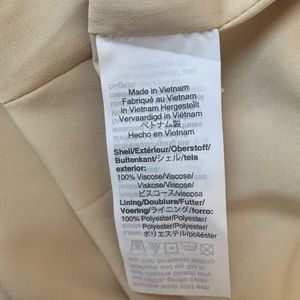 Made in Vietnam
Fabriqué au Vietnam
in Vietnam Hergestellt
Vervaardigd in Vietnam
ベトナム製
Hecho en Vietnam
Shell/Extérieur/Oberstoff/
Buitenkant/シェル/tela
exterior:
100% Viscose/Viscose/
Viskose/Viscose/
ビスコース/viscosa
Lining/Doublure/Futter/
Voering/ライニング/forro:
100% Polyester/Polyester/
Polyester/Polyester/
ポリエステル/poliéster